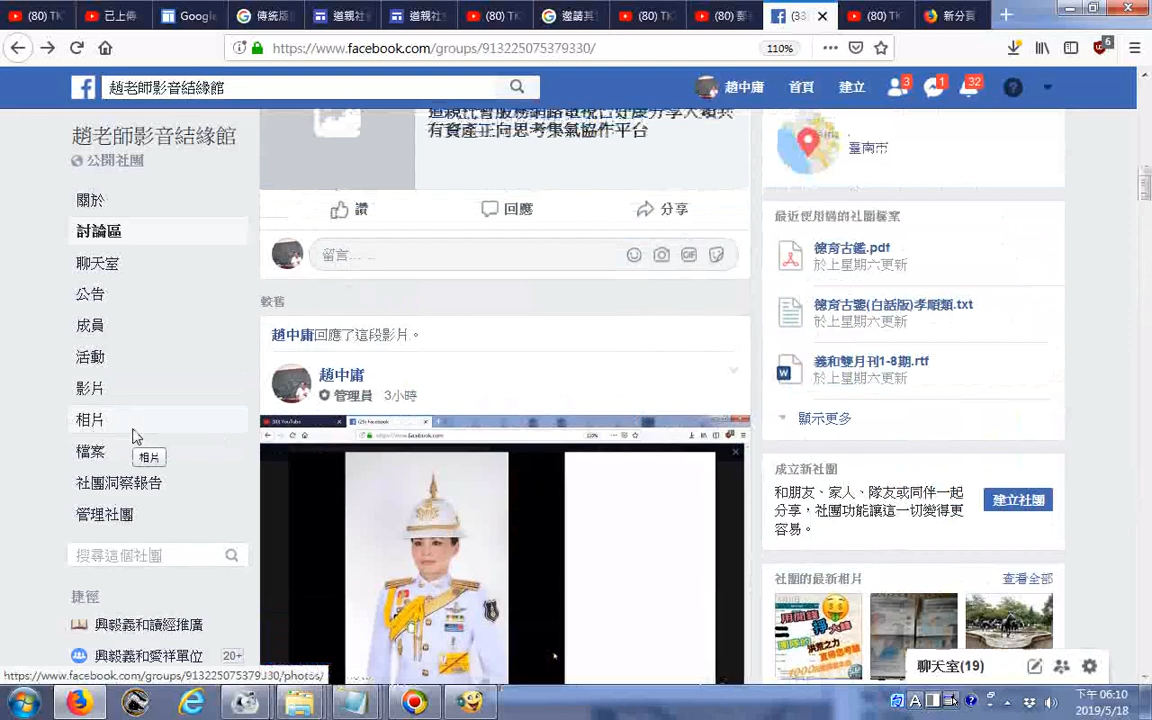 (80) TK
已上傳
Google
傳統版
道親社
道親社
(80) TK
邀請其
(80) TK
(80) 鄭
(33
(80) TK
新分頁
https://www.facebook.com/groups/913225075379330/
110%
6
趙老師影音結緣館
趙中庸
首頁
建立
3
1
32
趙老師影音結緣館
公開社團
關於
討論區
聊天室
公告
成員
活動
影片
相片
相片
檔案
社團洞察報告
管理社團
搜尋這個社團
捷徑
興毅義和讀經推廣
興毅義和愛祥單位 20+
https://www.facebook.com/groups/913225075379330/photos/
有資產正向思考集氣協作平台
讚
回應
分享
留言……
較舊
趙中庸回應了這段影片。
趙中庸
管理員 3小時
臺南市
最近使用過的社團檔案
德育古鑑.pdf
於上星期六更新
德育古鑒(白話版)孝順類.txt
於上星期六更新
義和雙月刊1-8期.rtf
於上星期六更新
顯示更多
成立新社團
和朋友、家人、隊友或同伴一起
分享，社團功能讓這一切變得更
容易。
建立社團
社團的最新相片
查看全部
聊天室(19)
下午 06:10
2019/5/18